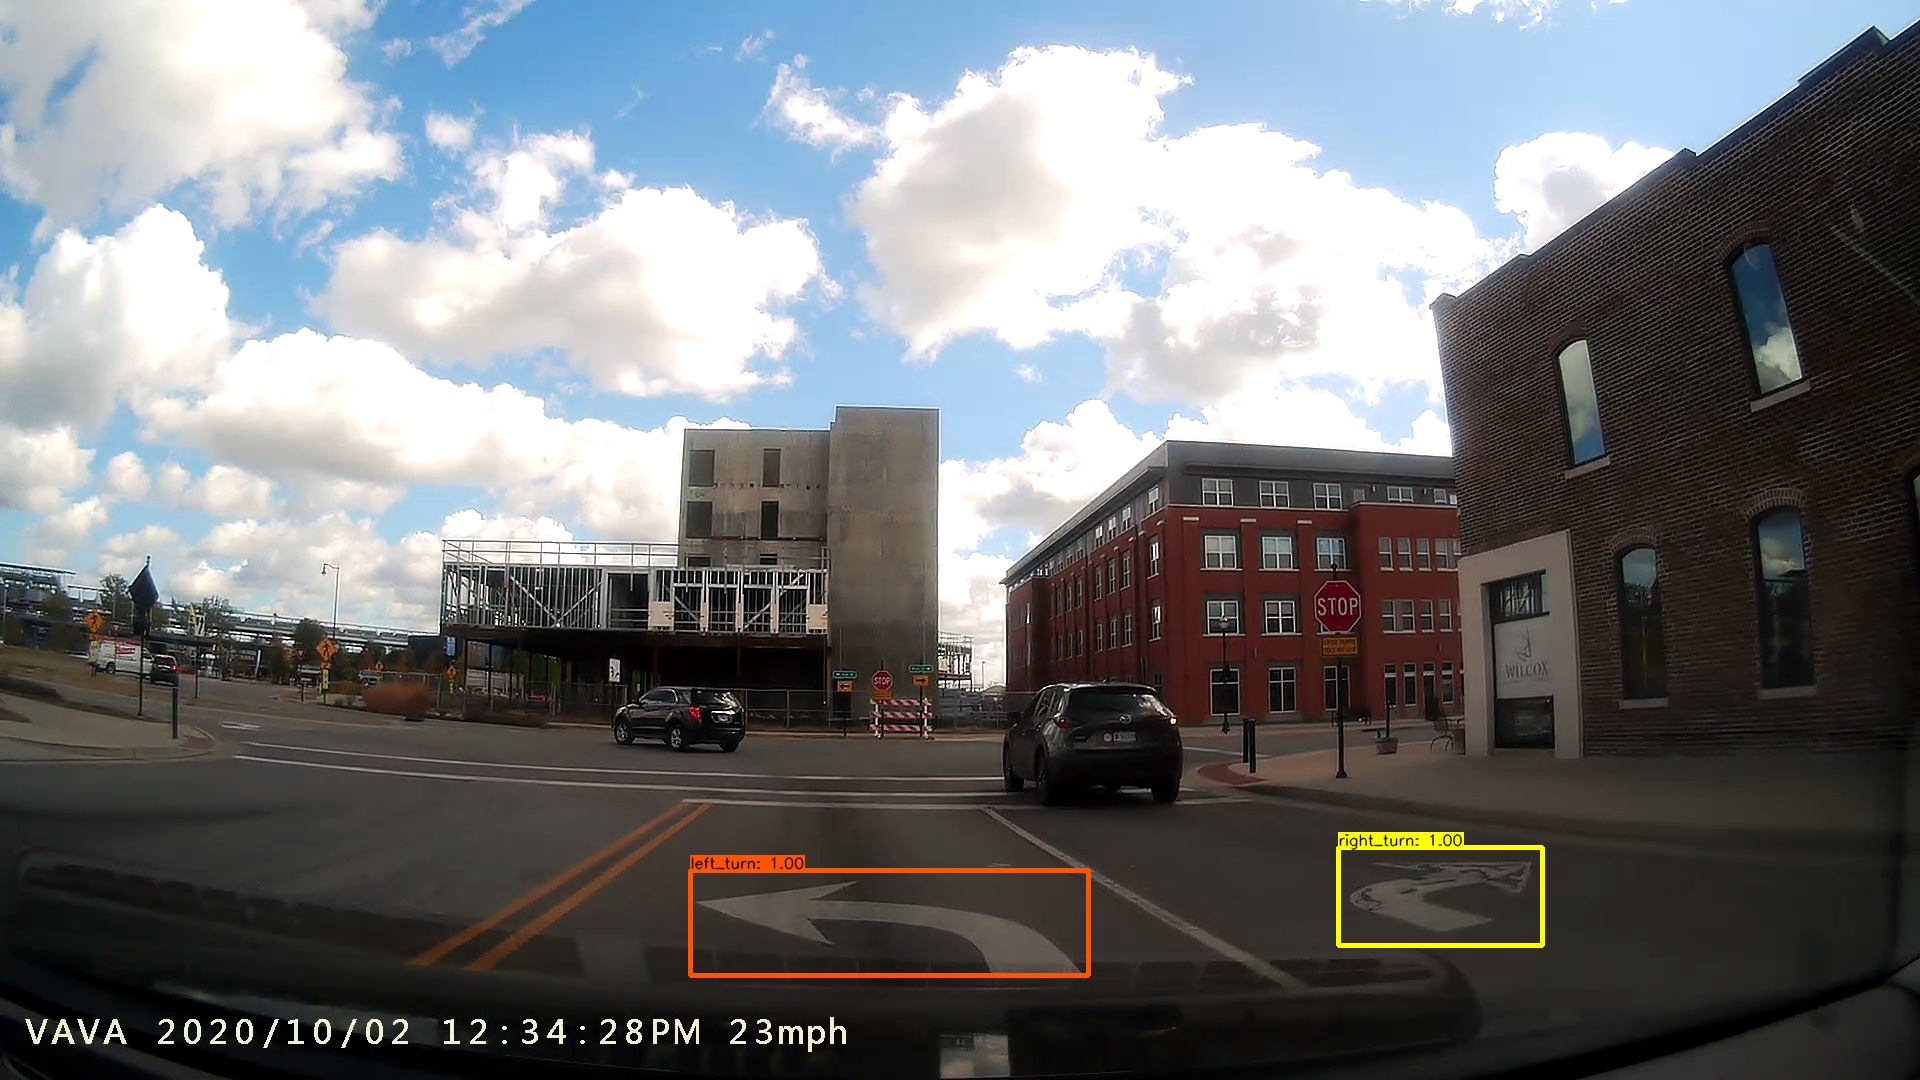 STOP
WILCOX
STOP
right_turn: 1.00
left_turn: 1.00
VAVA 2020/10/02 12:34:28PM 23mph